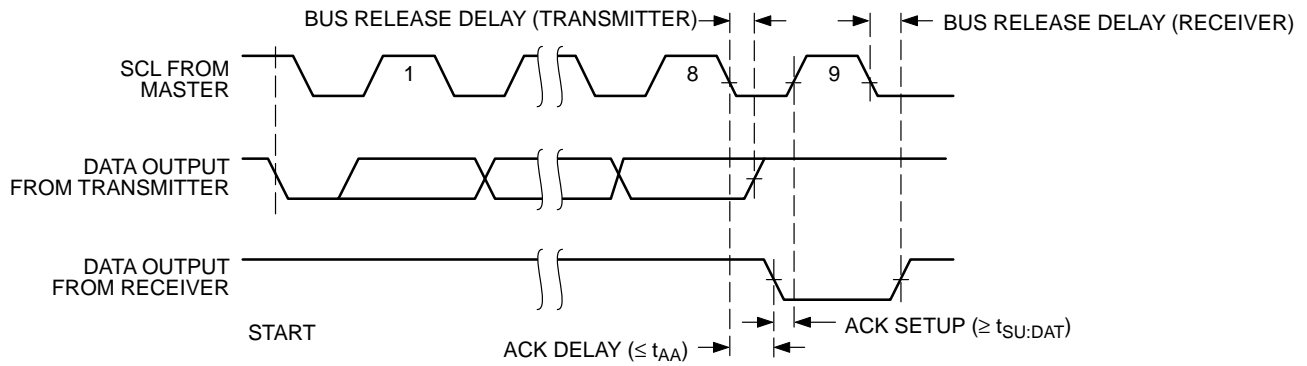 BUS RELEASE DELAY (TRANSMITTER)
BUS RELEASE DELAY (RECEIVER)
SCL FROM
MASTER
1
8
9
DATA OUTPUT
FROM TRANSMITTER
DATA OUTPUT
FROM RECEIVER
START
ACK SETUP (≥ tSU:DAT)
ACK DELAY (≤ tAA)